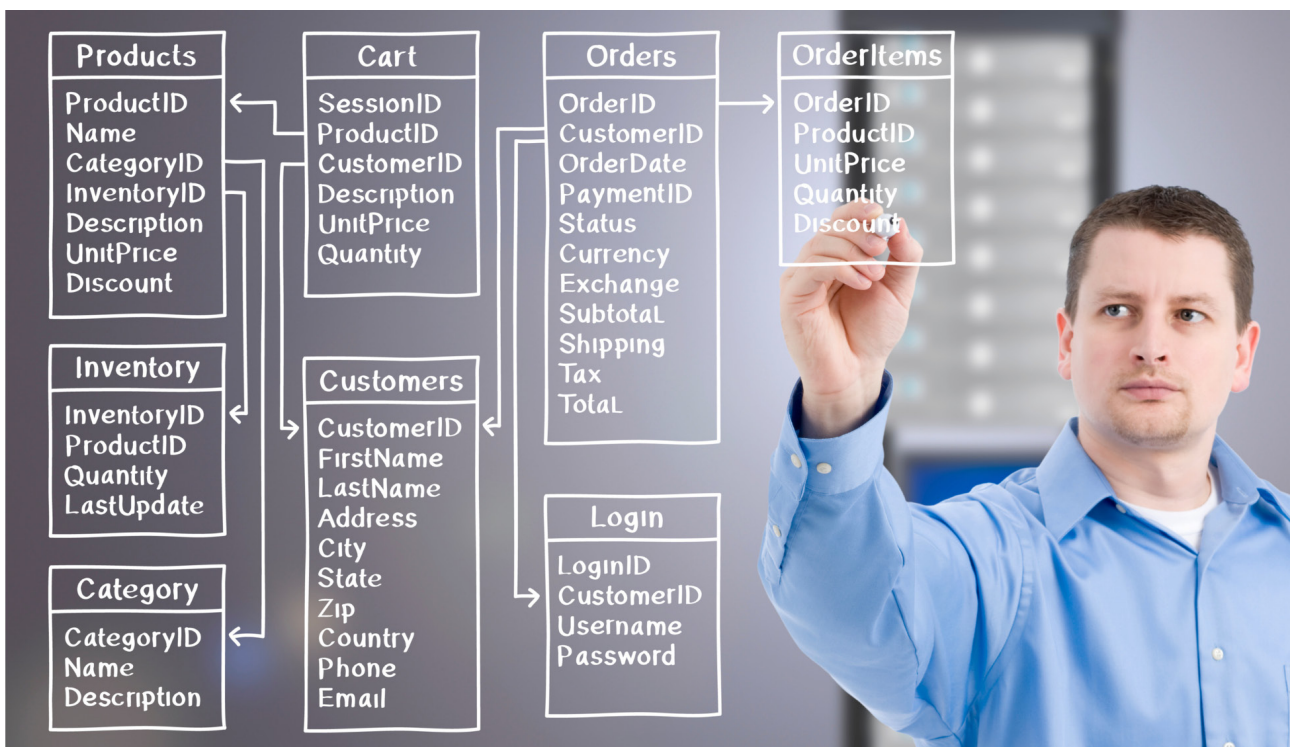 Products
ProductID
Name
CategoryID
InventoryID
Description
UnitPrice
Discount
Inventory
InventoryID
ProductID
Quantity
LastUpdate
Category
CategoryID
Name
Description
Cart
SessionID
ProductID
CustomerID
Description
UnitPrice
Quantity
Customers
CustomerID
FirstName
LastName
Address
City
State
Zip
Country
Phone
Email
Orders
OrderID
CustomerID
OrderDate
PaymentID
Status
Currency
Exchange
Subtotal
Shipping
Tax
Total
Login
LoginID
CustomerID
Username
Password
OrderItems
OrderID
ProductID
UnitPrice
Quantity
Discount